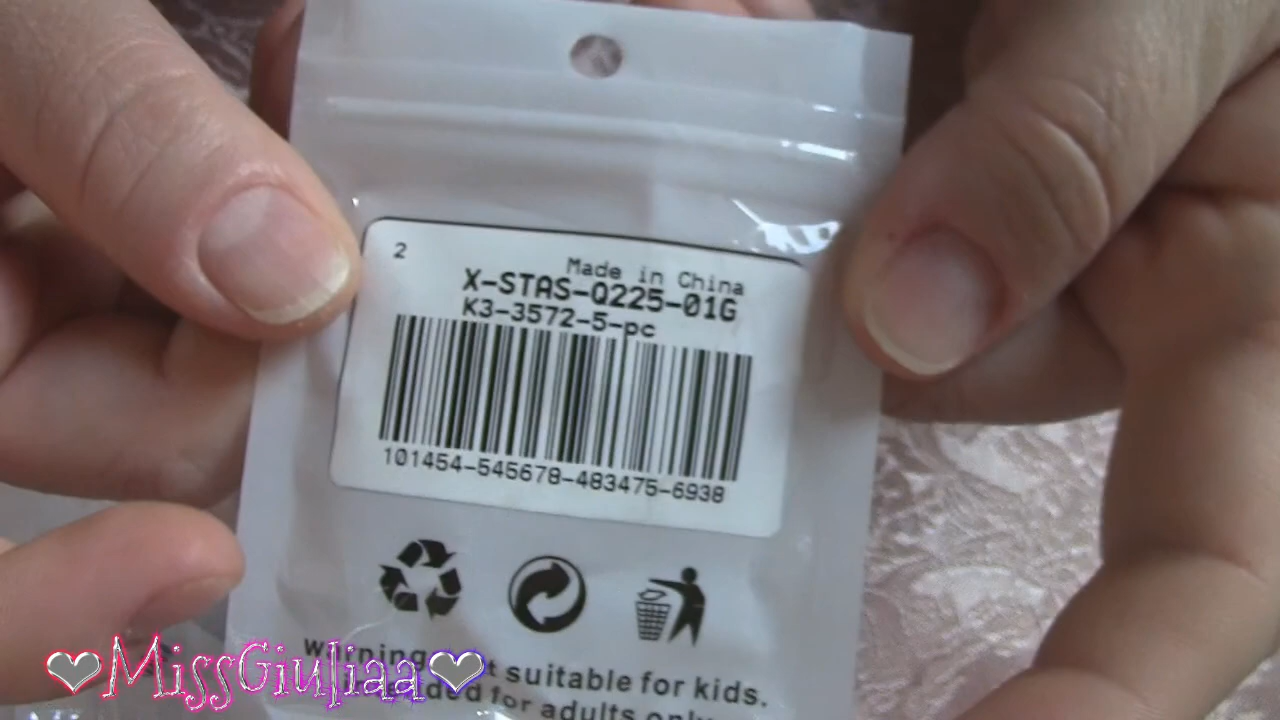 2
Made in China
X-STAS-Q225-01G
K3-3572-5-pc
101454-545678-483475-6938
warning: suitable for kids.
for adults only.
♥MissGiuliaa♥